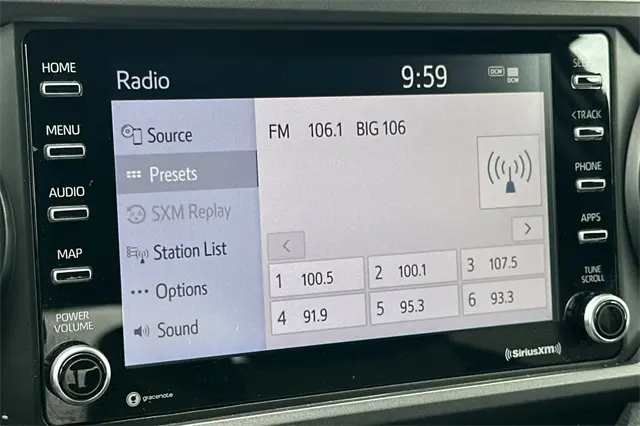 HOME
MENU
AUDIO
MAP
POWER
VOLUME
Radio
9:59
DCM
DCM
Source
Presets
SXM Replay
Station List
Options
Sound
FM 106.1 BIG 106
<
>
1 100.5
2 100.1
3 107.5
4 91.9
5 95.3
6 93.3
gracenote
SiriusXM
<TRACK
PHONE
APPS
TUNE
SCROLL